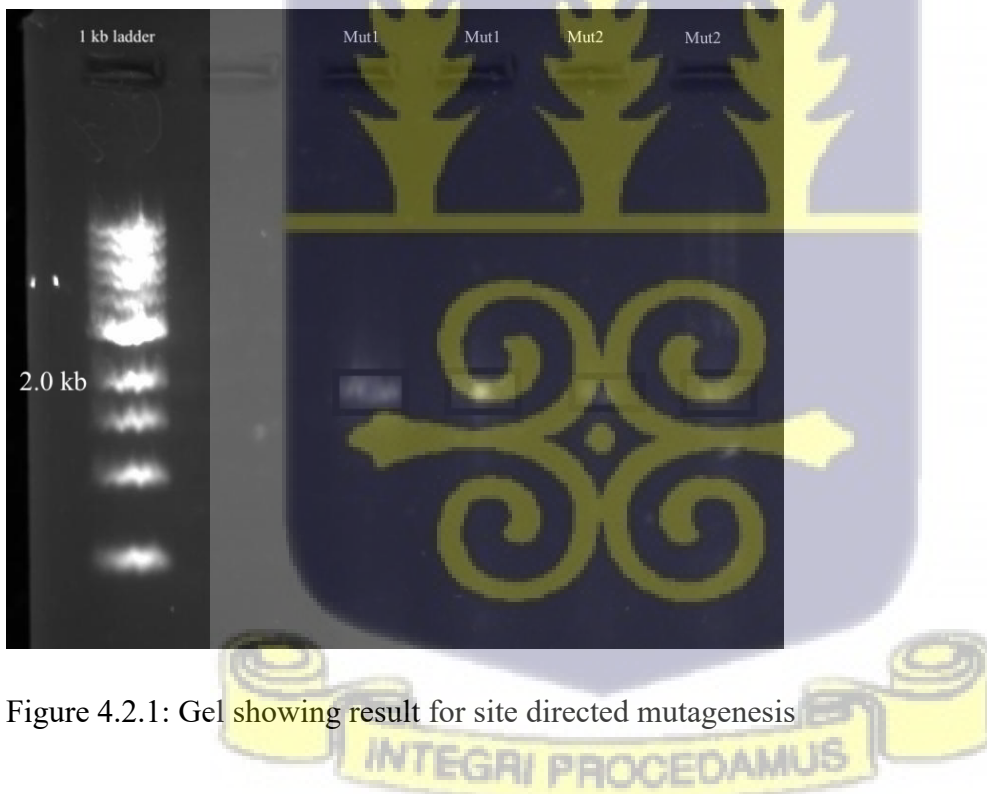 1 kb ladder Mut1 Mut1 Mut2 Mut2
2.0 kb
Figure 4.2.1: Gel showing result for site directed mutagenesis
INTEGRI PROCEDAMUS